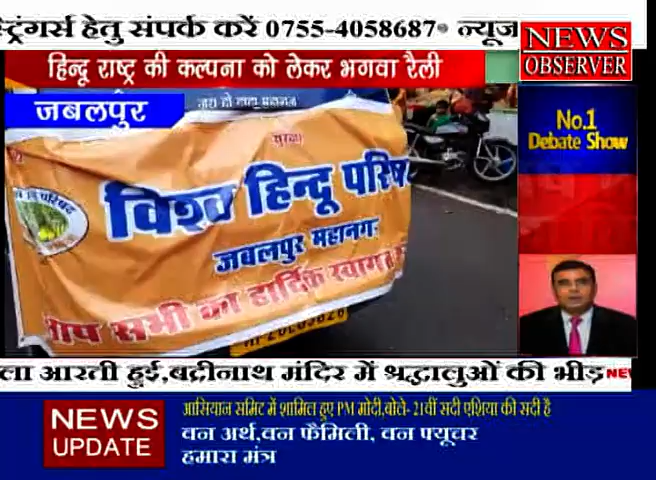 स्ट्रिंगर्स हेतु संपर्क करें 0755-4058687• न्यूज
NEWS
OBSERVER
हिन्दू राष्ट्र की कल्पना को लेकर भगवा रैली
जबलपुर
No.1
Debate Show
विश्व हिन्दू परिष
जबलपुर महानगर
आप सभी का हार्दिक स्वागत
ला आरती हुई,बद्रीनाथ मंदिर में श्रद्धालुओं की भीड़ NE
NEWS
UPDATE
आसियान समिट में शामिल हुए PM मोदी,बोले- 21वीं सदी एशिया की सदी है
वन अर्थ,वन फैमिली, वन फ्यूचर
हमारा मंत्र